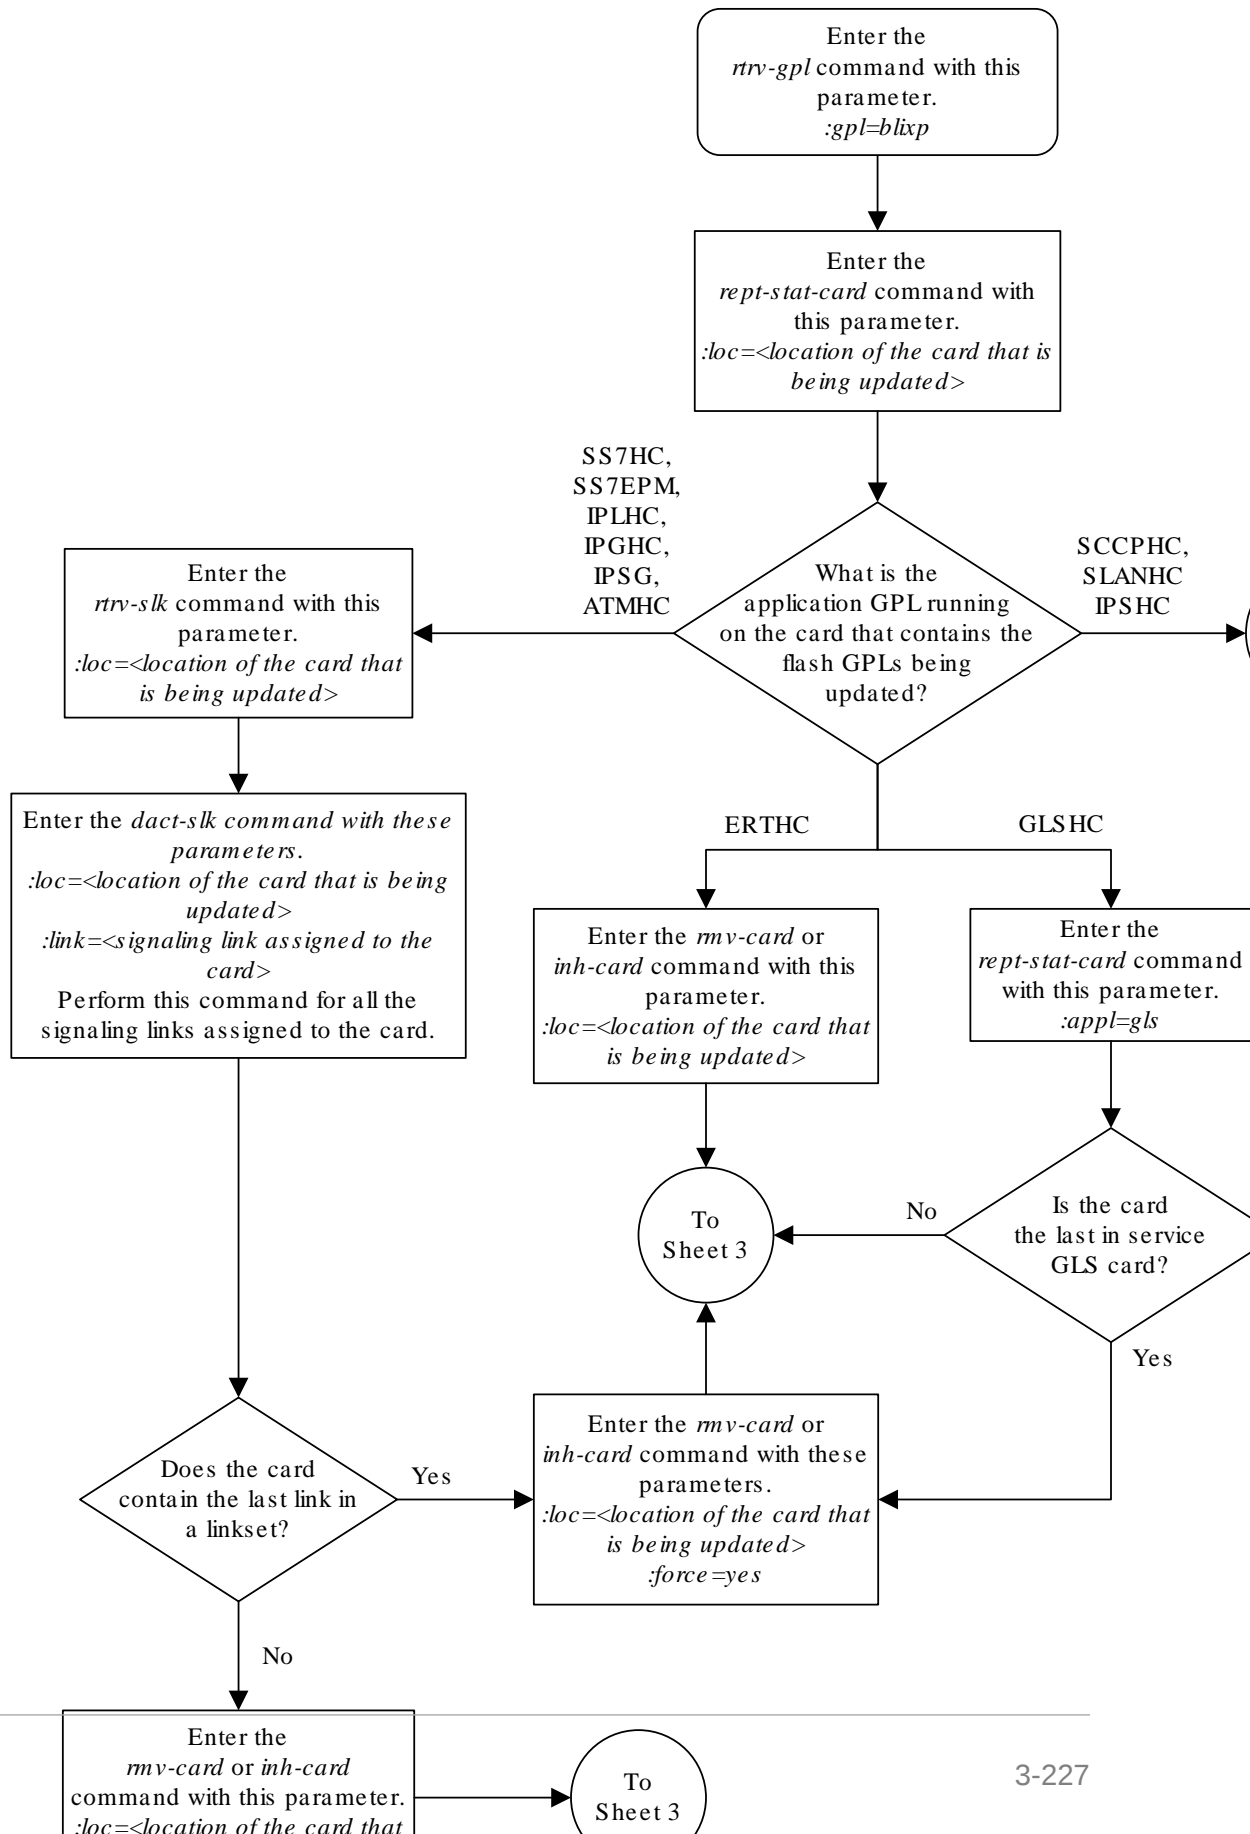 Enter the
rtrv-gpl command with this
parameter.
:gpl=blixp
Enter the
rept-stat-card command with
this parameter.
:loc=<location of the card that is
being updated>
SS7HC,
SS7EPM,
IPLHC,
IPGHC,
IPSG,
ATMHC
What is the
application GPL running
on the card that contains the
flash GPLs being
updated?
SCCPHC,
SLANHC
IPSHC
Enter the
rtrv-slk command with this
parameter.
:loc=<location of the card that
is being updated>
Enter the dact-slk command with these
parameters.
:loc=<location of the card that is being
updated>
:link=<signaling link assigned to the
card>
Perform this command for all the
signaling links assigned to the card.
ERTHC
GLSHC
Enter the rmv-card or
inh-card command with this
parameter.
:loc=<location of the card that
is being updated>
Enter the
rept-stat-card command
with this parameter.
:appl=gls
To
Sheet 3
No
Is the card
the last in service
GLS card?
Yes
Does the card
contain the last link in
a linkset?
Yes
Enter the rmv-card or
inh-card command with these
parameters.
:loc=<location of the card that
is being updated>
:force=yes
No
Enter the
rmv-card or inh-card
command with this parameter.
:loc=<location of the card that
To
Sheet 3
3-227